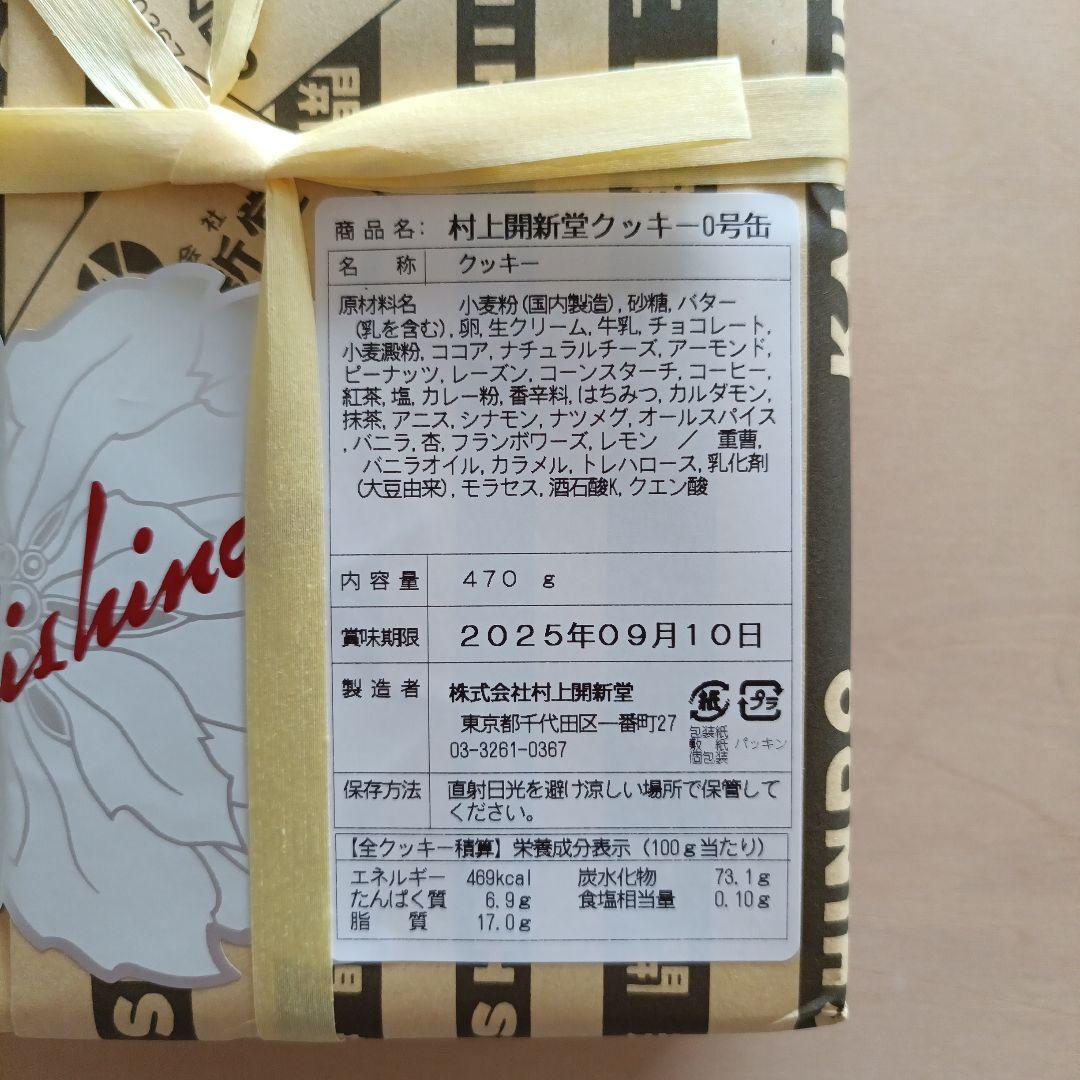 0367
開
会社
新堂
ishino
商品名: 村上開新堂クッキー0号缶
名 称 クッキー
原材料名 小麦粉(国内製造),砂糖,バター
(乳を含む),卵,生クリーム,牛乳,チョコレート,
小麦澱粉,ココア,ナチュラルチーズ,アーモンド,
ピーナッツ,レーズン,コーンスターチ,コーヒー,
紅茶,塩,カレー粉,香辛料,はちみつ,カルダモン,
抹茶,アニス,シナモン,ナツメグ,オールスパイス
,バニラ,杏,フランボワーズ,レモン / 重曹,
バニラオイル,カラメル,トレハロース,乳化剤
(大豆由来),モラセス,酒石酸K,クエン酸
内容量 470 g
賞味期限 2025年09月10日
製造者 株式会社村上開新堂
東京都千代田区一番町27
03-3261-0367
紙 プラ
包装紙
敷 紙 パッキン
個包装
保存方法 直射日光を避け涼しい場所で保管して
ください。
【全クッキー積算】栄養成分表示(100g当たり)
エネルギー 469kcal 炭水化物 73.1g
たんぱく質 6.9g 食塩相当量 0.10g
脂 質 17.0g